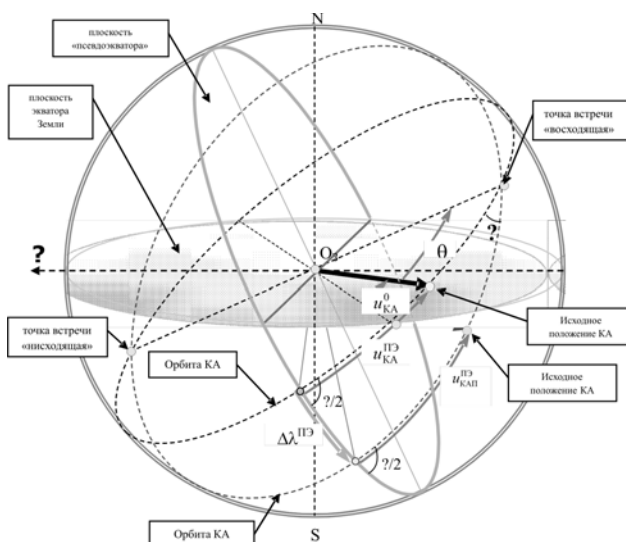 N
плоскость
«псевдоэкватора»
плоскость
экватора
Земли
точка встречи
«восходящая»
?
?
θ
u⁰КА
точка встречи
«нисходящая»
Исходное
положение КА
uᴾЭКА
Орбита КА
uПЭКАП
Исходное
положение КА
?/2
ΔλПЭ
?/2
Орбита КА
S